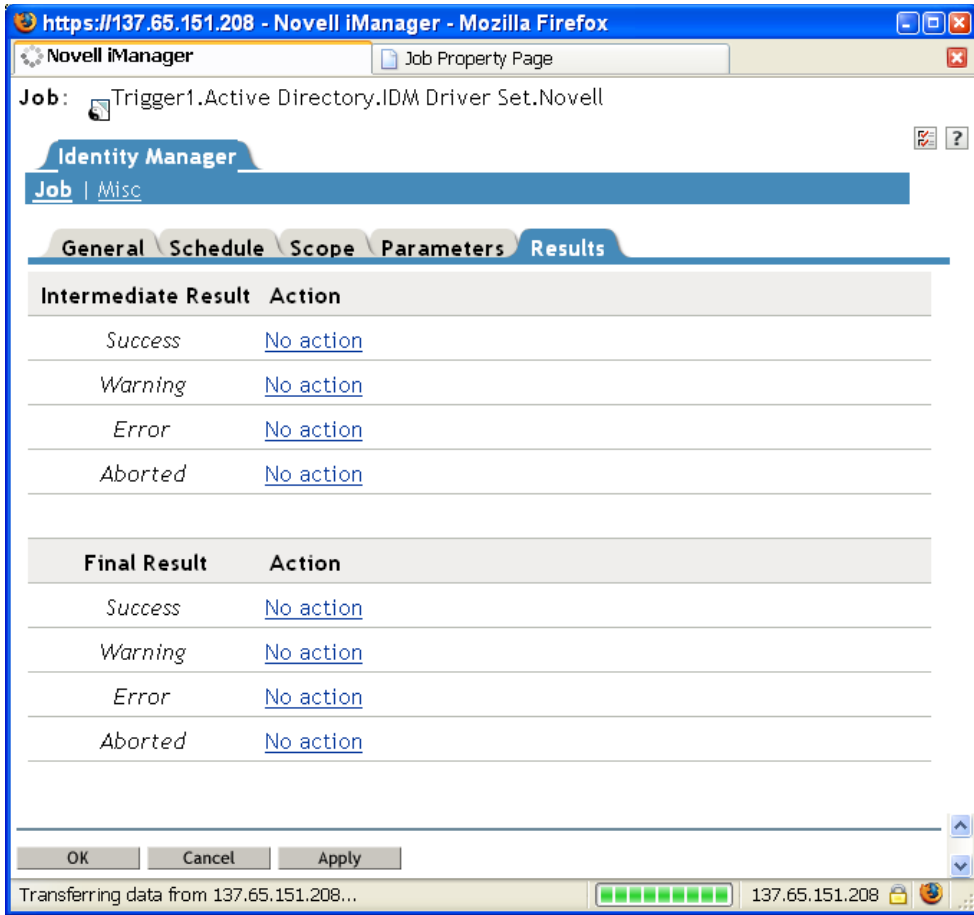 https://137.65.151.208 - Novell iManager - Mozilla Firefox
Novell iManager Job Property Page
Job: Trigger1.Active Directory.IDM Driver Set.Novell
?
Identity Manager
Job | Misc
General Schedule Scope Parameters Results
Intermediate Result Action
Success No action
Warning No action
Error No action
Aborted No action
Final Result Action
Success No action
Warning No action
Error No action
Aborted No action
OK Cancel Apply
Transferring data from 137.65.151.208... 137.65.151.208